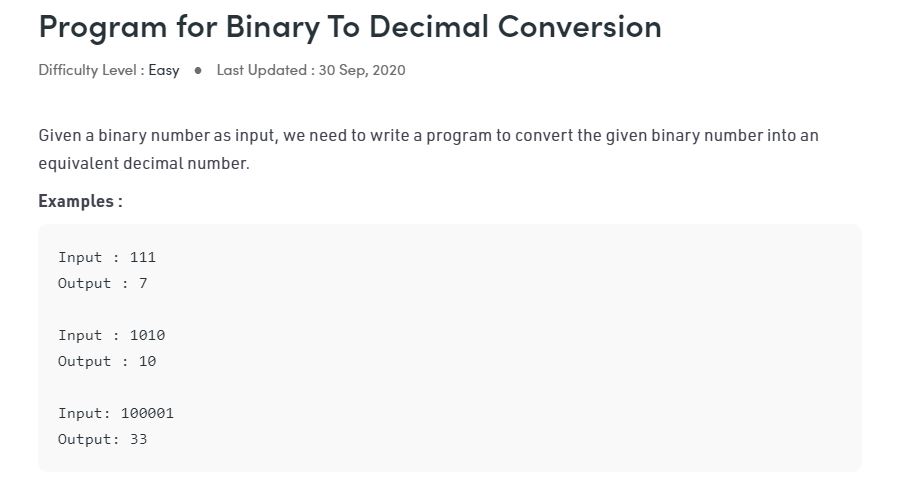 Program for Binary To Decimal Conversion
Difficulty Level : Easy ● Last Updated : 30 Sep, 2020
Given a binary number as input, we need to write a program to convert the given binary number into an
equivalent decimal number.
Examples :
Input : 111
Output : 7
Input : 1010
Output : 10
Input: 100001
Output: 33